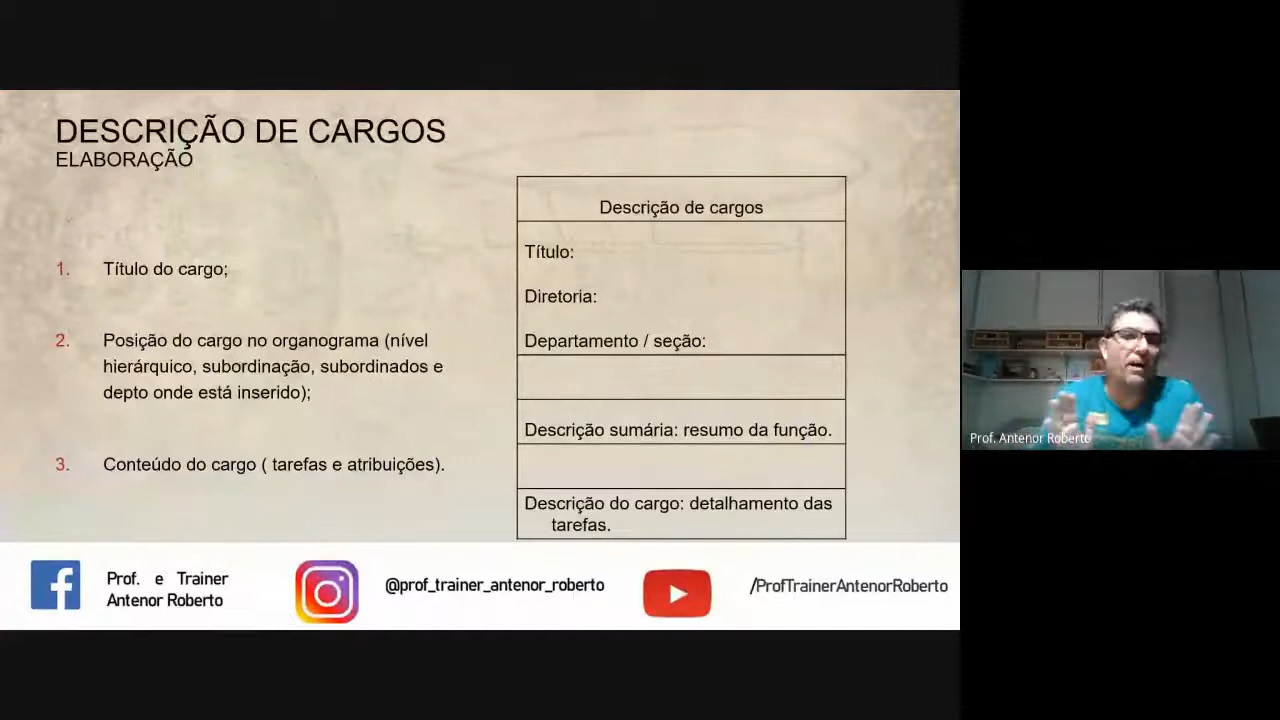 DESCRIÇÃO DE CARGOS
ELABORAÇÃO
1. Título do cargo;
2. Posição do cargo no organograma (nível
hierárquico, subordinação, subordinados e
depto onde está inserido);
3. Conteúdo do cargo ( tarefas e atribuições).
Descrição de cargos
Título:
Diretoria:
Departamento / seção:
Descrição sumária: resumo da função.
Descrição do cargo: detalhamento das
tarefas.
Prof. Antenor Roberto
Prof. e Trainer
Antenor Roberto
@prof_trainer_antenor_roberto
/ProfTrainerAntenorRoberto